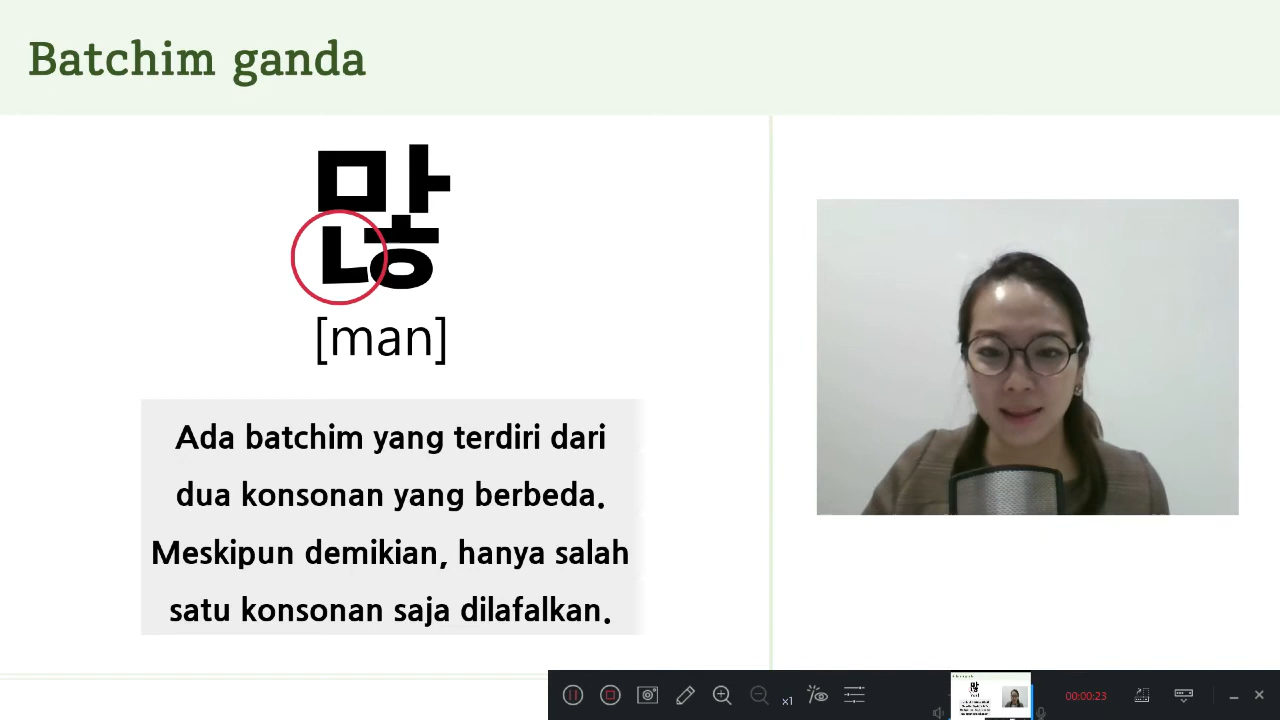 Batchim ganda
많
[man]
Ada batchim yang terdiri dari
dua konsonan yang berbeda.
Meskipun demikian, hanya salah
satu konsonan saja dilafalkan.
x1
00:00:23